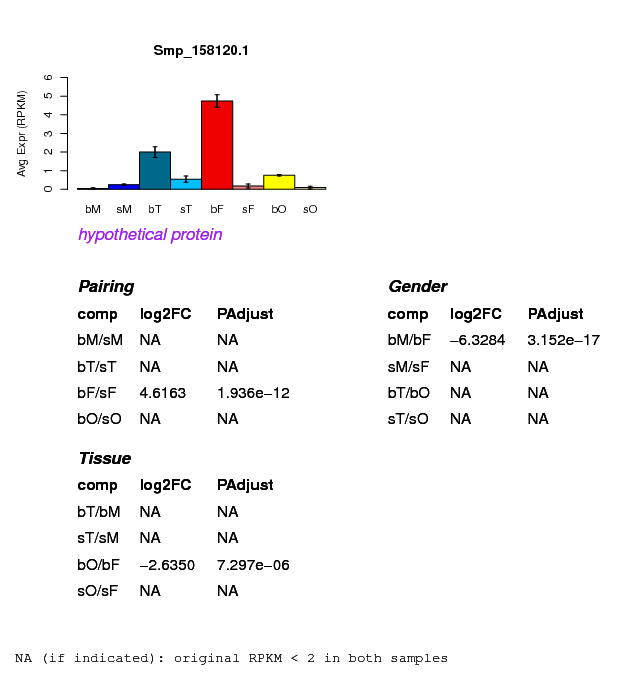 Smp_158120.1
Avg Expr (RPKM)
0 1 2 3 4 5 6
bM sM bT sT bF sF bO sO
hypothetical protein
Pairing
comp log2FC PAdjust
bM/sM NA NA
bT/sT NA NA
bF/sF 4.6163 1.936e−12
bO/sO NA NA
Gender
comp log2FC PAdjust
bM/bF −6.3284 3.152e−17
sM/sF NA NA
bT/bO NA NA
sT/sO NA NA
Tissue
comp log2FC PAdjust
bT/bM NA NA
sT/sM NA NA
bO/bF −2.6350 7.297e−06
sO/sF NA NA
NA (if indicated): original RPKM < 2 in both samples